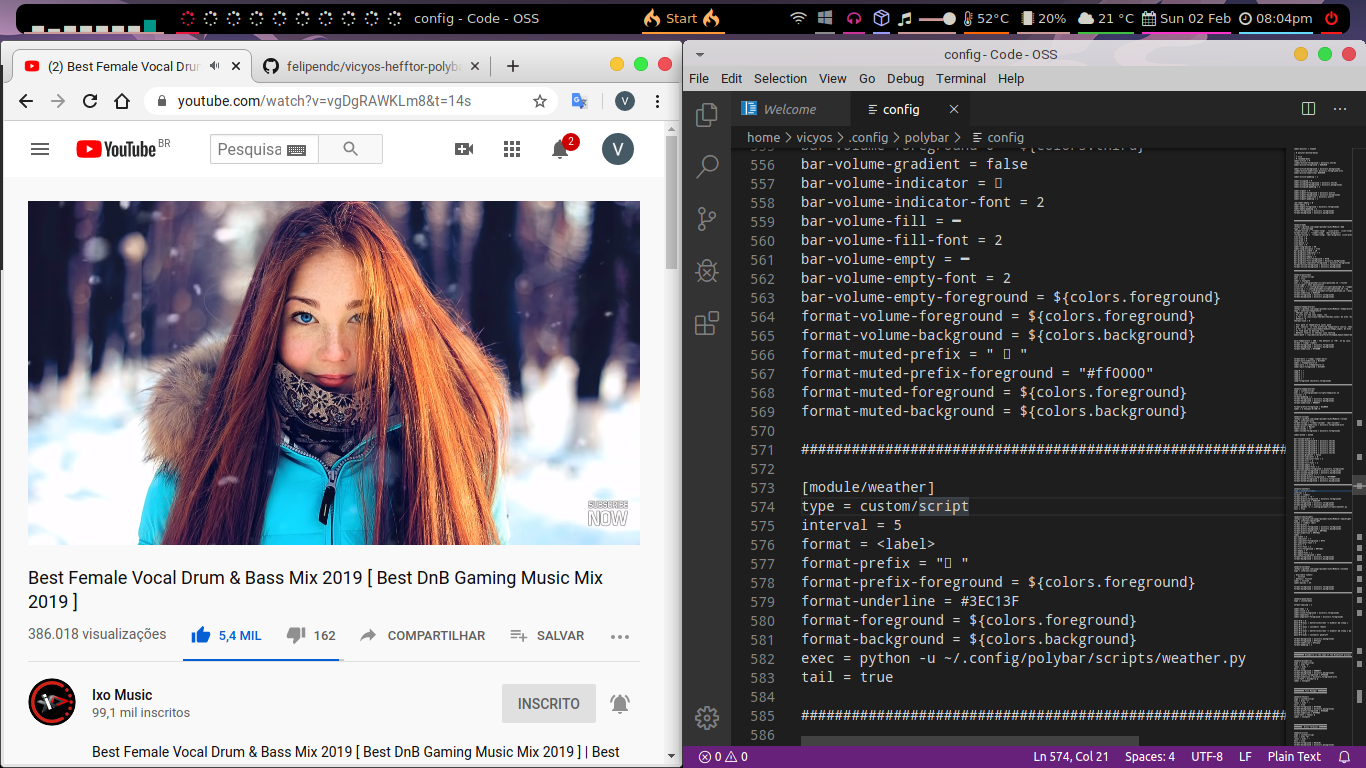 config - Code - OSS
Start
52°C
20%
21 °C
Sun 02 Feb
08:04pm
(2) Best Female Vocal Dru
felipendc/vicyos-hefftor-polyb
youtube.com/watch?v=vgDgRAWKLm8&t=14s
V
YouTube BR
Pesquisa
2
V
SUBSCRIBE
NOW
Best Female Vocal Drum & Bass Mix 2019 [ Best DnB Gaming Music Mix
2019 ]
386.018 visualizações
5,4 MIL
162
COMPARTILHAR
SALVAR
Ixo Music
99,1 mil inscritos
INSCRITO
Best Female Vocal Drum & Bass Mix 2019 [ Best DnB Gaming Music Mix 2019 ] | Best
config - Code - OSS
File Edit Selection View Go Debug Terminal Help
Welcome
config
home > vicyos > .config > polybar > config
556 bar-volume-gradient = false
557 bar-volume-indicator = 
558 bar-volume-indicator-font = 2
559 bar-volume-fill = ━
560 bar-volume-fill-font = 2
561 bar-volume-empty = ━
562 bar-volume-empty-font = 2
563 bar-volume-empty-foreground = ${colors.foreground}
564 format-volume-foreground = ${colors.foreground}
565 format-volume-background = ${colors.background}
566 format-muted-prefix = "  "
567 format-muted-prefix-foreground = "#ff0000"
568 format-muted-foreground = ${colors.foreground}
569 format-muted-background = ${colors.background}
570
571 ##########################################################
572
573 [module/weather]
574 type = custom/script
575 interval = 5
576 format = <label>
577 format-prefix = " "
578 format-prefix-foreground = ${colors.foreground}
579 format-underline = #3EC13F
580 format-foreground = ${colors.foreground}
581 format-background = ${colors.background}
582 exec = python -u ~/.config/polybar/scripts/weather.py
583 tail = true
584
585 ##########################################################
586
0 0
Ln 574, Col 21
Spaces: 4
UTF-8
LF
Plain Text